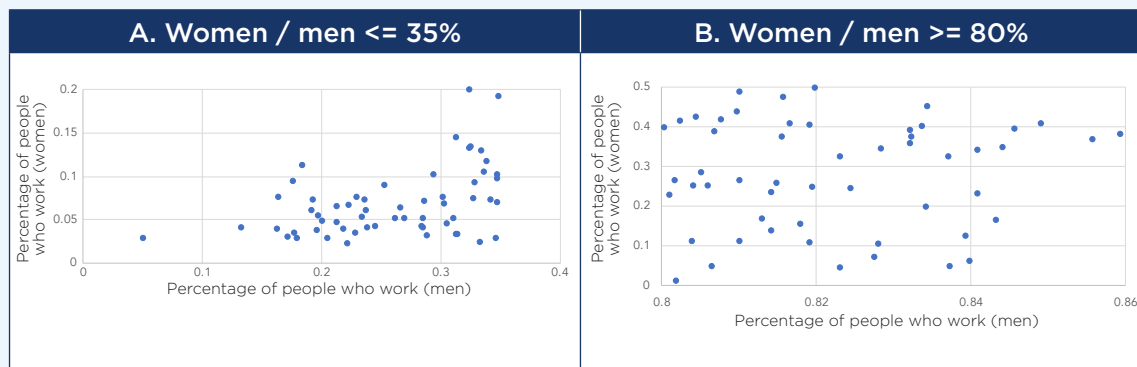 A. Women / men <= 35%
B. Women / men >= 80%
Percentage of people
who work (women)
0.2
0.15
0.1
0.05
0
0
0.1
0.2
0.3
0.4
Percentage of people who work (men)
Percentage of people
who work (women)
0.5
0.4
0.3
0.2
0.1
0
0.8
0.82
0.84
0.86
Percentage of people who work (men)